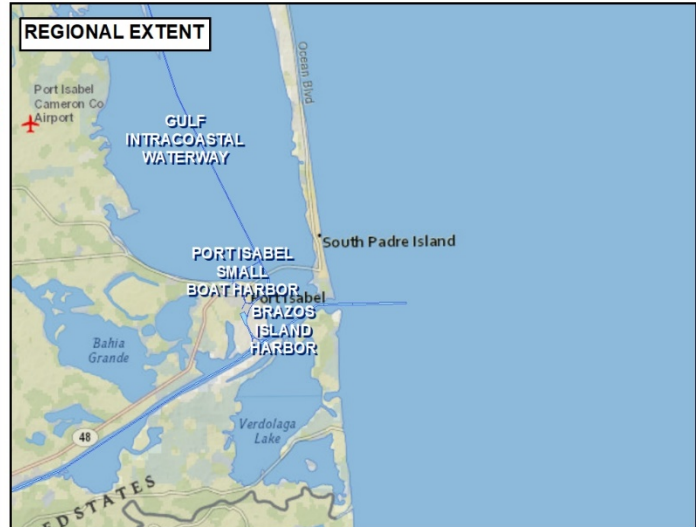 REGIONAL EXTENT
Ocean Blvd
Port Isabel
Cameron Co
Airport
GULF
INTRACOASTAL
WATERWAY
South Padre Island
PORT ISABEL
SMALL
BOAT HARBOR
Port Isabel
BRAZOS
ISLAND
HARBOR
Bahia
Grande
Verdolaga
Lake
48
EDSTATES